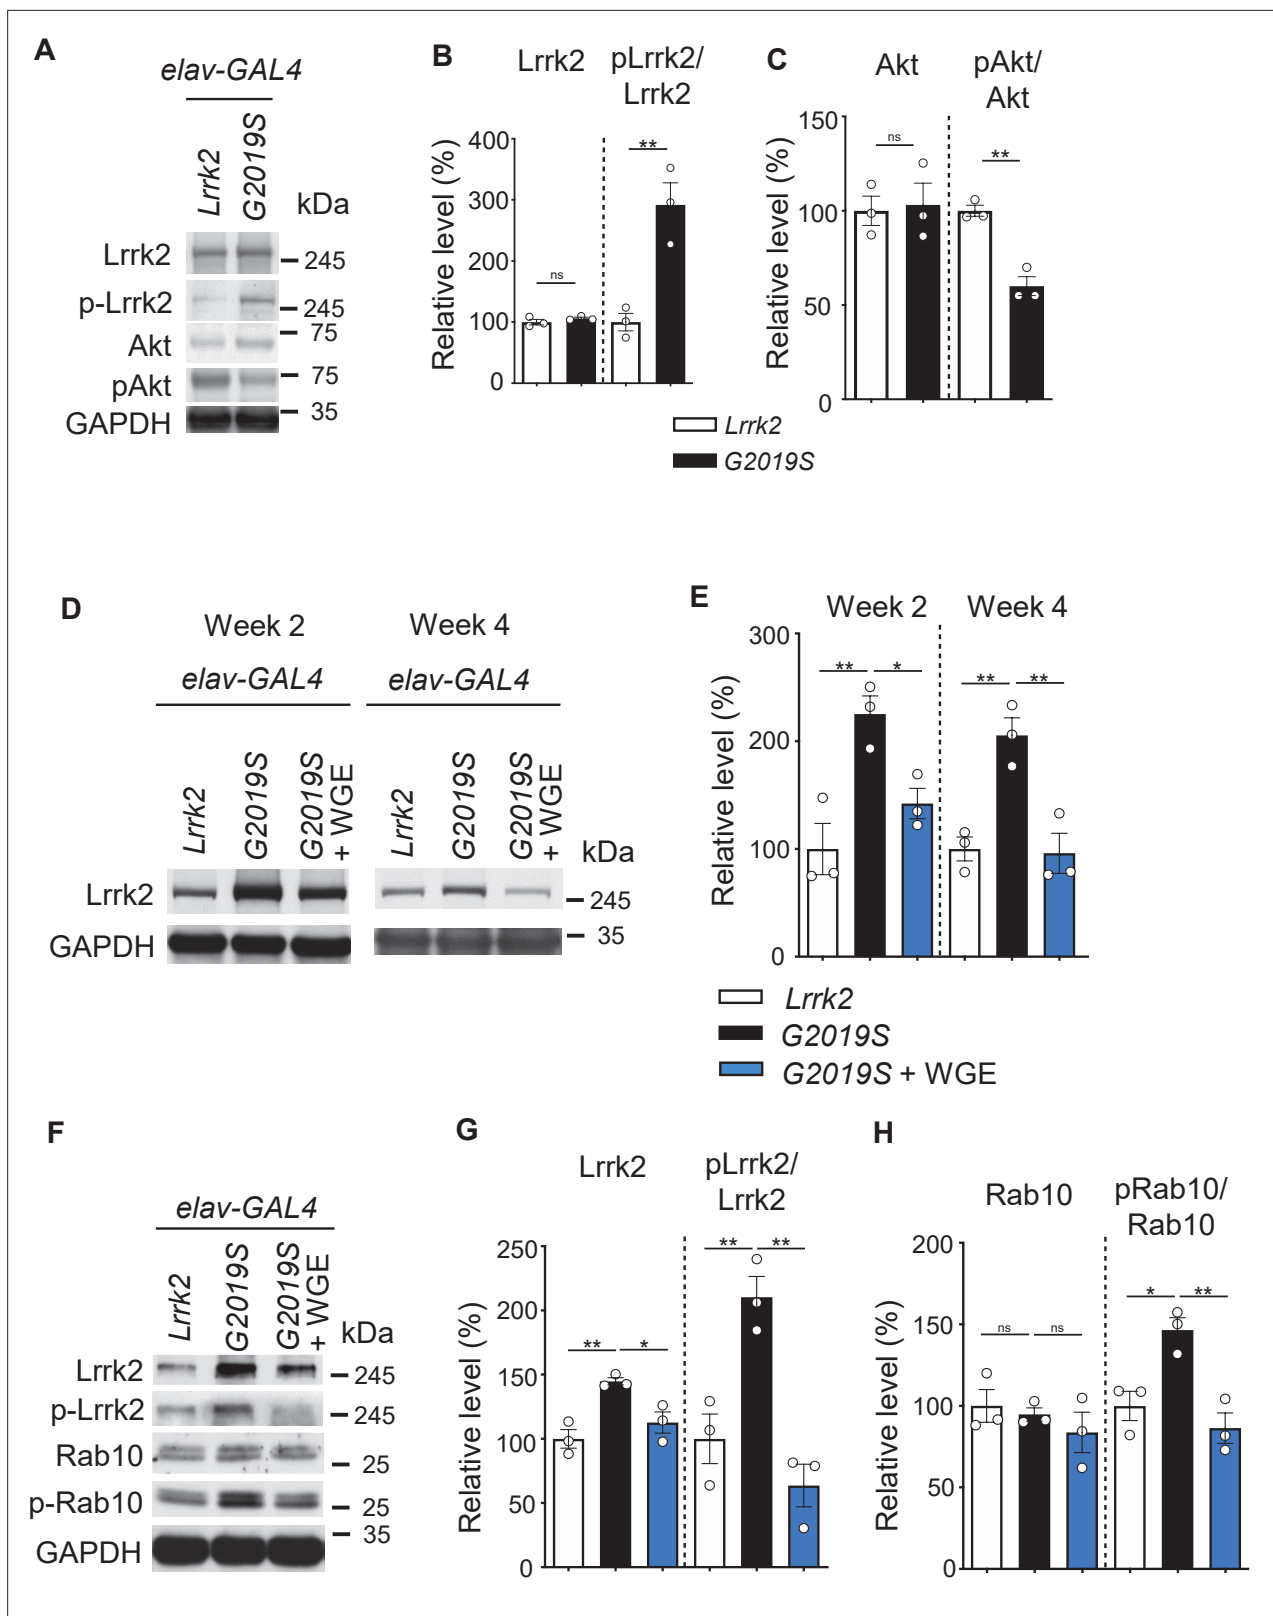 A
elav-GAL4
Lrrk2
G2019S
kDa
Lrrk2
245
p-Lrrk2
245
Akt
75
pAkt
75
GAPDH
35
B
Lrrk2
pLrrk2/
Lrrk2
Relative level (%)
400
300
200
100
0
ns
**
C
Akt
pAkt/
Akt
Relative level (%)
150
100
50
0
ns
**
Lrrk2
G2019S
D
Week 2
Week 4
elav-GAL4
elav-GAL4
Lrrk2
G2019S
G2019S
+ WGE
Lrrk2
G2019S
G2019S
+ WGE
kDa
Lrrk2
245
GAPDH
35
E
Week 2
Week 4
Relative level (%)
300
200
100
0
**
*
**
**
Lrrk2
G2019S
G2019S + WGE
F
elav-GAL4
Lrrk2
G2019S
G2019S
+ WGE
kDa
Lrrk2
245
p-Lrrk2
245
Rab10
25
p-Rab10
25
35
GAPDH
G
Lrrk2
pLrrk2/
Lrrk2
Relative level (%)
250
200
150
100
50
0
**
*
**
**
H
Rab10
pRab10/
Rab10
Relative level (%)
200
150
100
50
0
ns
ns
*
**